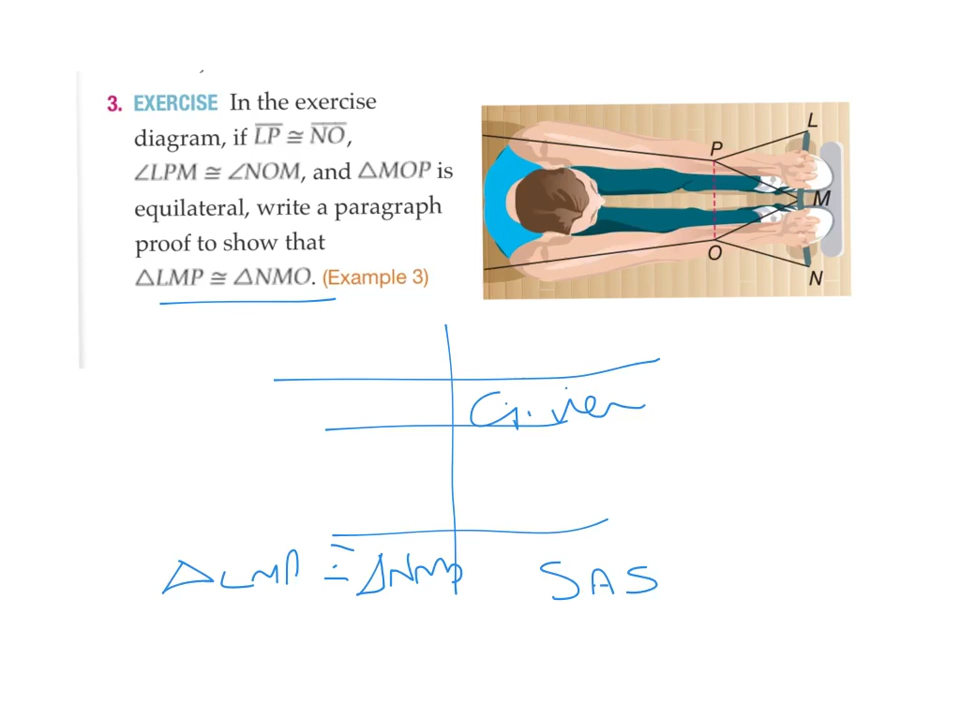 3. EXERCISE In the exercise
diagram, if LP ≅ NO,
∠LPM ≅ ∠NOM, and △MOP is
equilateral, write a paragraph
proof to show that
△LMP ≅ △NMO. (Example 3)
L
P
M
O
N
Given
△LMP ≅ △NMO SAS